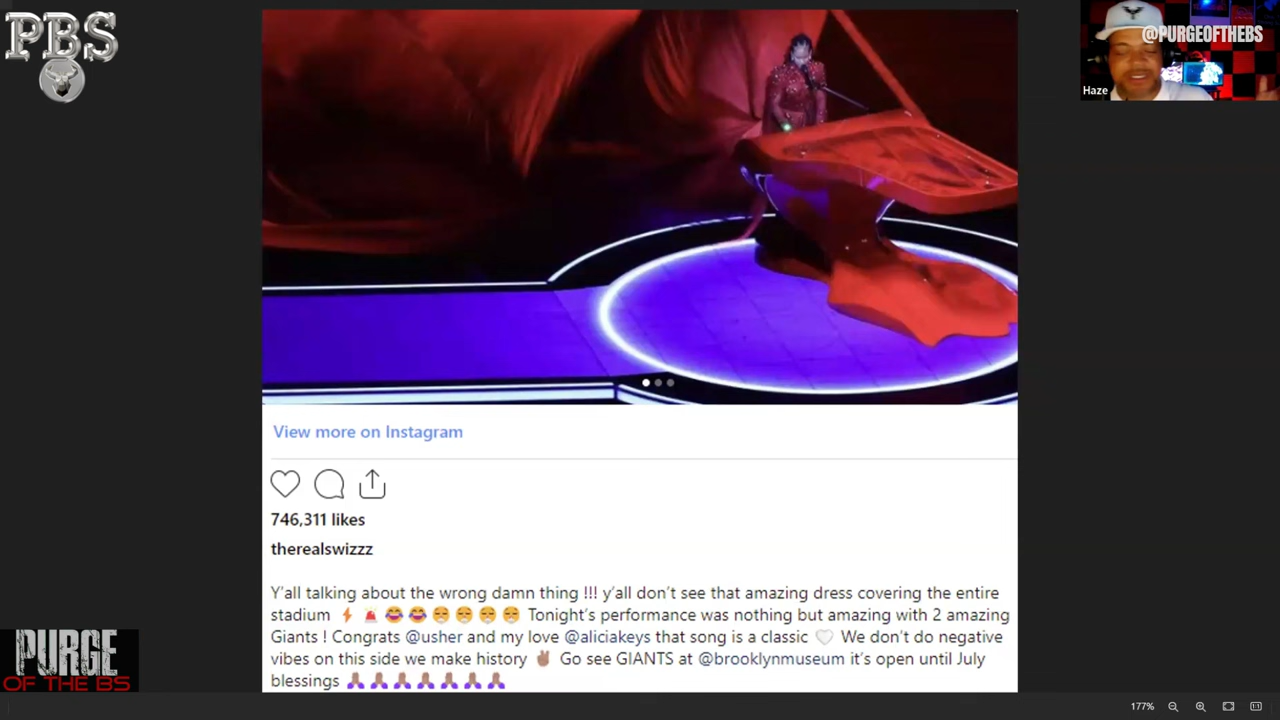 PBS
@PURGEOFTHEBS
Haze
View more on Instagram
746,311 likes
therealswizzz
Y'all talking about the wrong damn thing !!! y'all don't see that amazing dress covering the entire
stadium ⚡ 🚨 😂 😂 😤 😤 😤 😤 Tonight's performance was nothing but amazing with 2 amazing
Giants ! Congrats @usher and my love @aliciakeys that song is a classic 🤍 We don't do negative
vibes on this side we make history ✌🏽 Go see GIANTS at @brooklynmuseum it's open until July
blessings 🙏🏽🙏🏽🙏🏽🙏🏽🙏🏽🙏🏽🙏🏽
PURGE
OF THE BS
177%